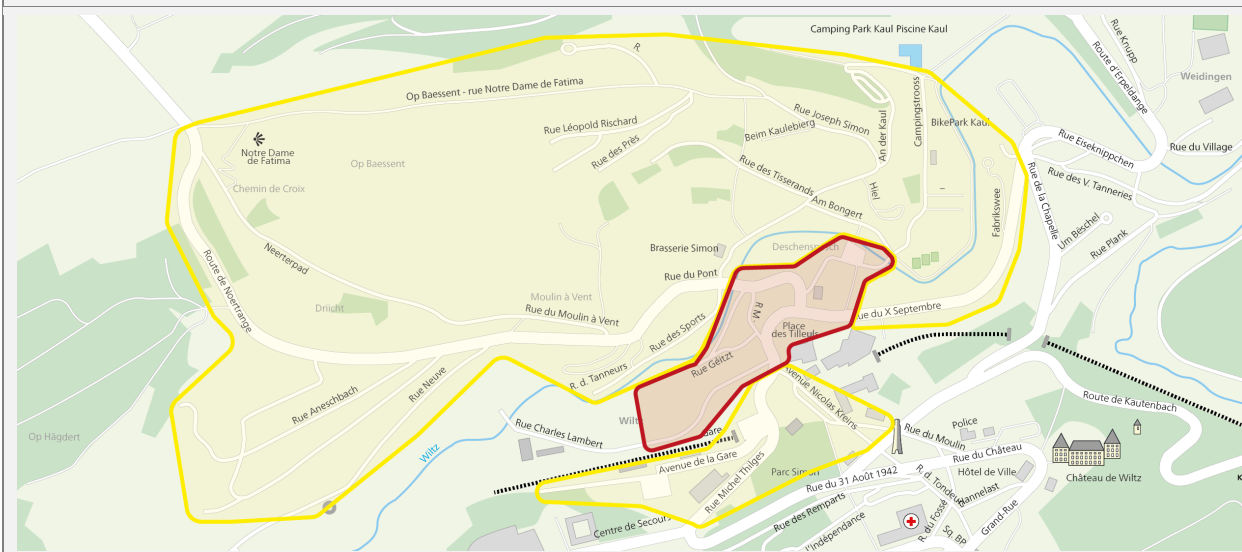 Camping Park Kaul Piscine Kaul
Rue Knupp
Route d'Erpeldange
Weidingen
R
Op Baessent - rue Notre Dame de Fatima
Rue Joseph Simon
An der Kaul
Campingstrooss
BikePark Kaul
Rue Léopold Rischard
Beim Kaulebierg
Rue Eiseknippchen
Rue du Village
Notre Dame
de Fatima
Op Baessent
Rue des Près
Rue des Tisserands
Rue de la Chapelle
Rue des V. Tanneries
Chemin de Croix
Hiel
Am Bongert
Fabrikswee
Um Bëschel
Rue Plank
Neerterpad
Brasserie Simon
Route de Noertrange
Rue du Pont
Moulin à Vent
Driicht
Rue du Moulin à Vent
Rue des Sports
R M.
Place
des Tilleuls
Rue du X Septembre
Rue Géitzt
R. d. Tanneurs
Rue Neuve
Rue Aneschbach
Avenue Nicolas Kreins
Route de Kautenbach
Op Hägdert
Rue Charles Lambert
Wiltz
Wiltz
Avenue de la Gare
Police
Rue du Moulin
Rue du Château
Parc Simon
Rue Michel Thilges
Rue du 31 Août 1942
Hôtel de Ville
Château de Wiltz
R. d. Tondeurs
Hannelast
Grand-Rue
Rue des Remparts
R. du Fossé
Centre de Secours
l'Indépendance
Sq. BP
K